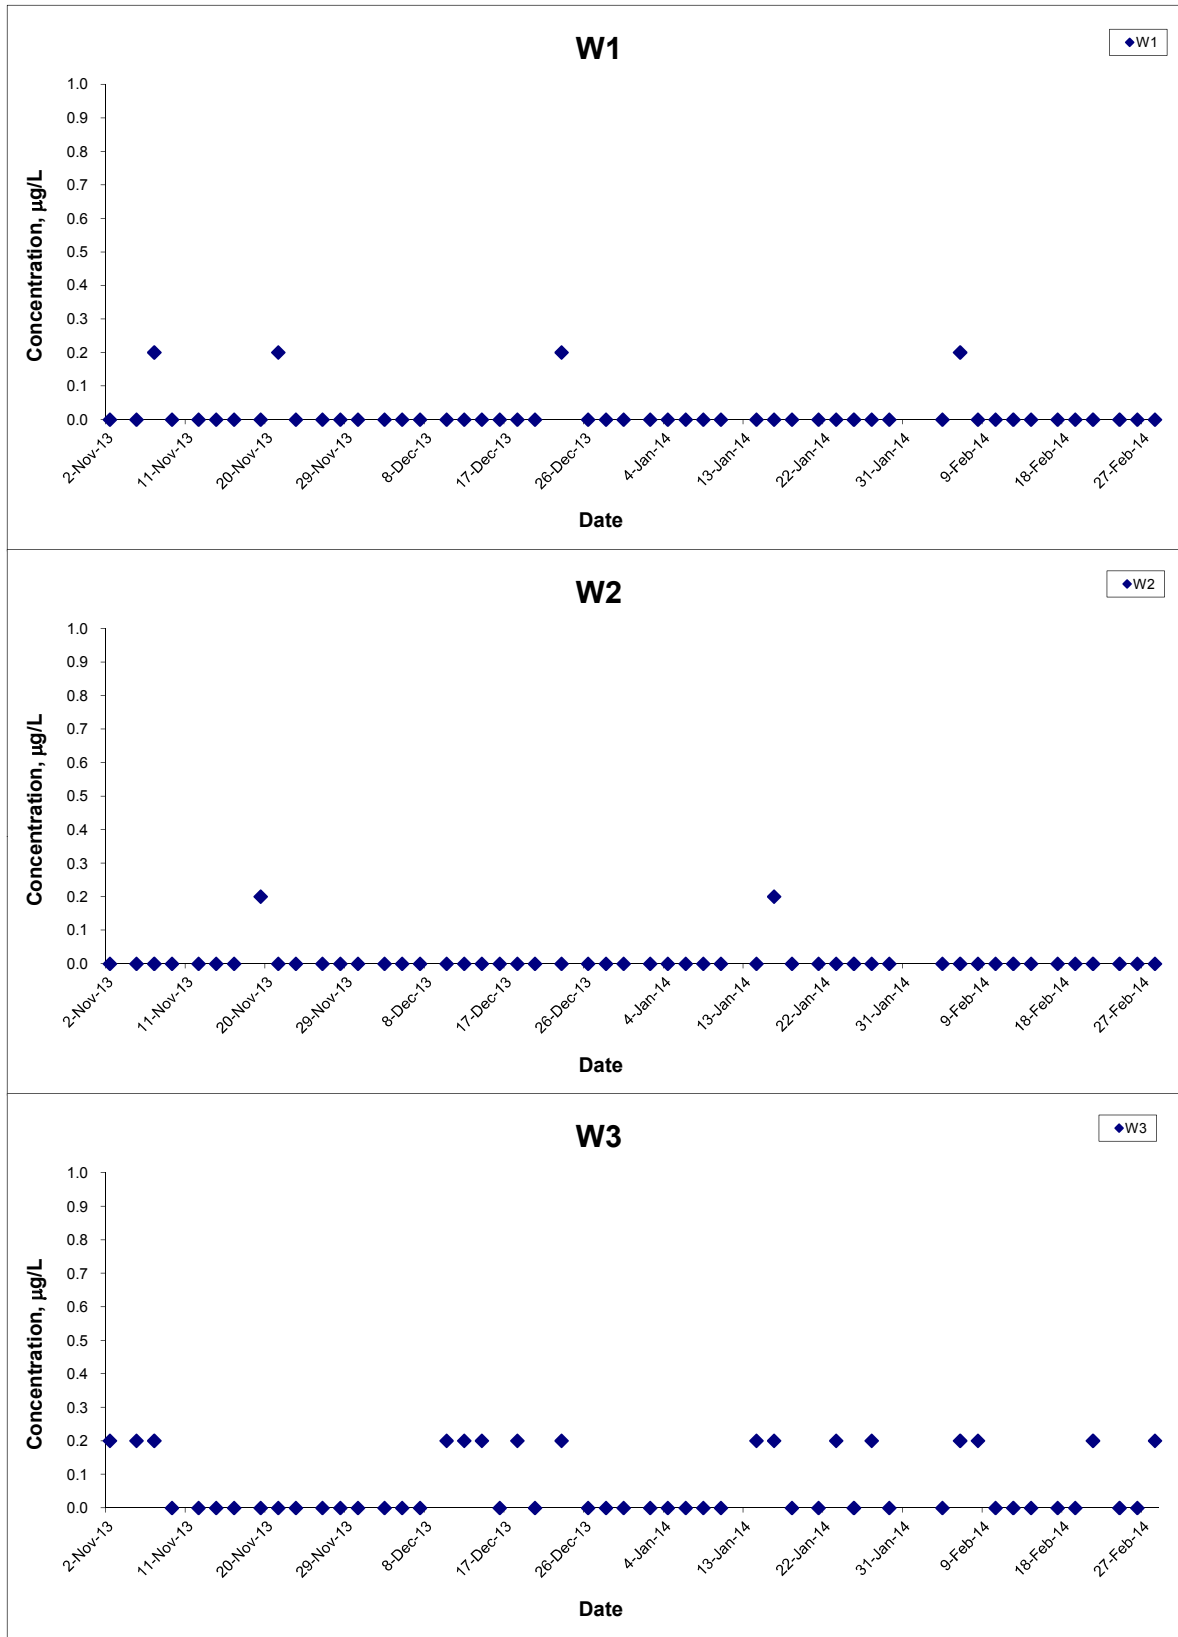 W1
W1
1.0
0.9
0.8
0.7
0.6
0.5
0.4
0.3
0.2
0.1
0.0
Concentration, µg/L
2-Nov-13
11-Nov-13
20-Nov-13
29-Nov-13
8-Dec-13
17-Dec-13
26-Dec-13
4-Jan-14
13-Jan-14
22-Jan-14
31-Jan-14
9-Feb-14
18-Feb-14
27-Feb-14
Date
W2
W2
1.0
0.9
0.8
0.7
0.6
0.5
0.4
0.3
0.2
0.1
0.0
Concentration, µg/L
2-Nov-13
11-Nov-13
20-Nov-13
29-Nov-13
8-Dec-13
17-Dec-13
26-Dec-13
4-Jan-14
13-Jan-14
22-Jan-14
31-Jan-14
9-Feb-14
18-Feb-14
27-Feb-14
Date
W3
W3
1.0
0.9
0.8
0.7
0.6
0.5
0.4
0.3
0.2
0.1
0.0
Concentration, µg/L
2-Nov-13
11-Nov-13
20-Nov-13
29-Nov-13
8-Dec-13
17-Dec-13
26-Dec-13
4-Jan-14
13-Jan-14
22-Jan-14
31-Jan-14
9-Feb-14
18-Feb-14
27-Feb-14
Date